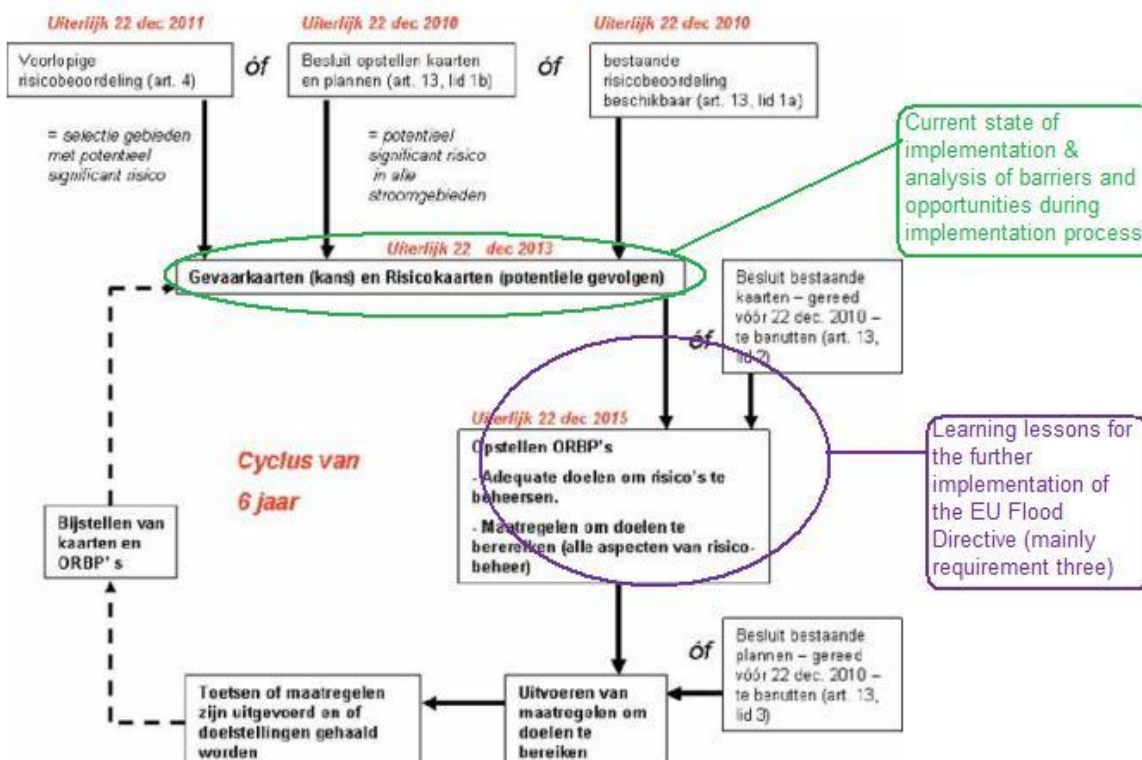 Uiterlijk 22 dec 2011
Voorlopige
risicobeoordeling (art. 4)
óf
Uiterlijk 22 dec 2010
Besluit opstellen kaarten
en plannen (art. 13, lid 1b)
óf
Uiterlijk 22 dec 2010
bestaande
risicobeoordeling
beschikbaar (art. 13, lid 1a)
= selectie gebieden
met potentieel
significant risico
= potentieel
significant risico
in alle
stroomgebieden
Current state of
implementation &
analysis of barriers and
opportunities during
implementation process
Uiterlijk 22 dec 2013
Gevaarkaarten (kans) en Risicokaarten (potentiële gevolgen)
óf
Besluit bestaande
kaarten – gereed
vóór 22 dec. 2010 –
te benutten (art. 13,
lid 2)
Uiterlijk 22 dec 2015
Opstellen ORBP's
- Adequate doelen om risico's te
beheersen.
- Maatregelen om doelen te
berereiken (alle aspecten van risico-
beheer)
Learning lessons for
the further
implementation of
the EU Flood
Directive (mainly
requirement three)
Cyclus van
6 jaar
Bijstellen van
kaarten en
ORBP' s
óf
Besluit bestaande
plannen – gereed
vóór 22 dec. 2010 –
te benutten (art. 13,
lid 3)
Uitvoeren van
maatregelen om
doelen te
bereiken
Toetsen of maatregelen
zijn uitgevoerd en of
doelstellingen gehaald
worden